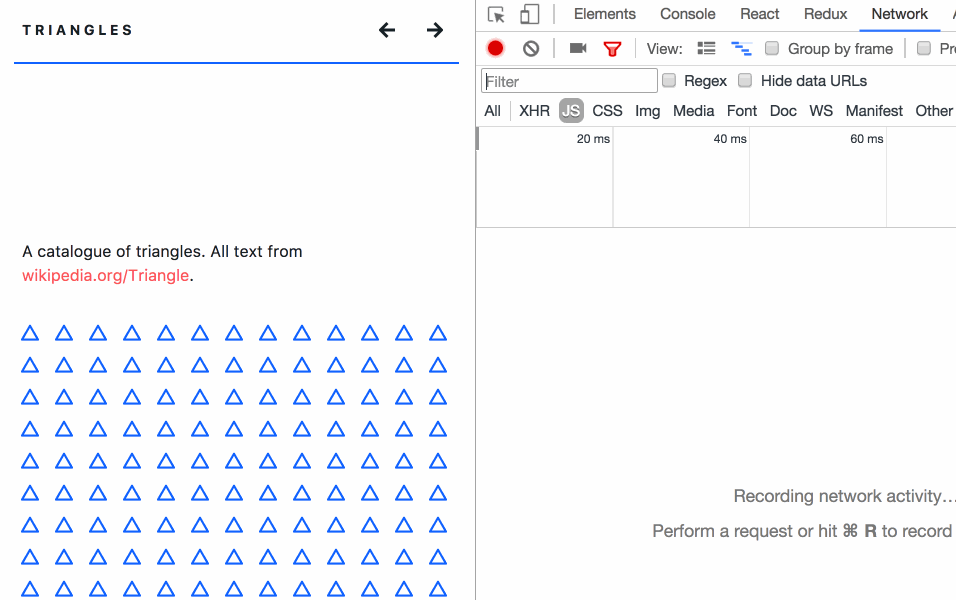 TRIANGLES
A catalogue of triangles. All text from
wikipedia.org/Triangle.
Elements Console React Redux Network
View: Group by frame Pre
Filter Regex Hide data URLs
All XHR JS CSS Img Media Font Doc WS Manifest Other
20 ms 40 ms 60 ms
Recording network activity…
Perform a request or hit ⌘ R to record